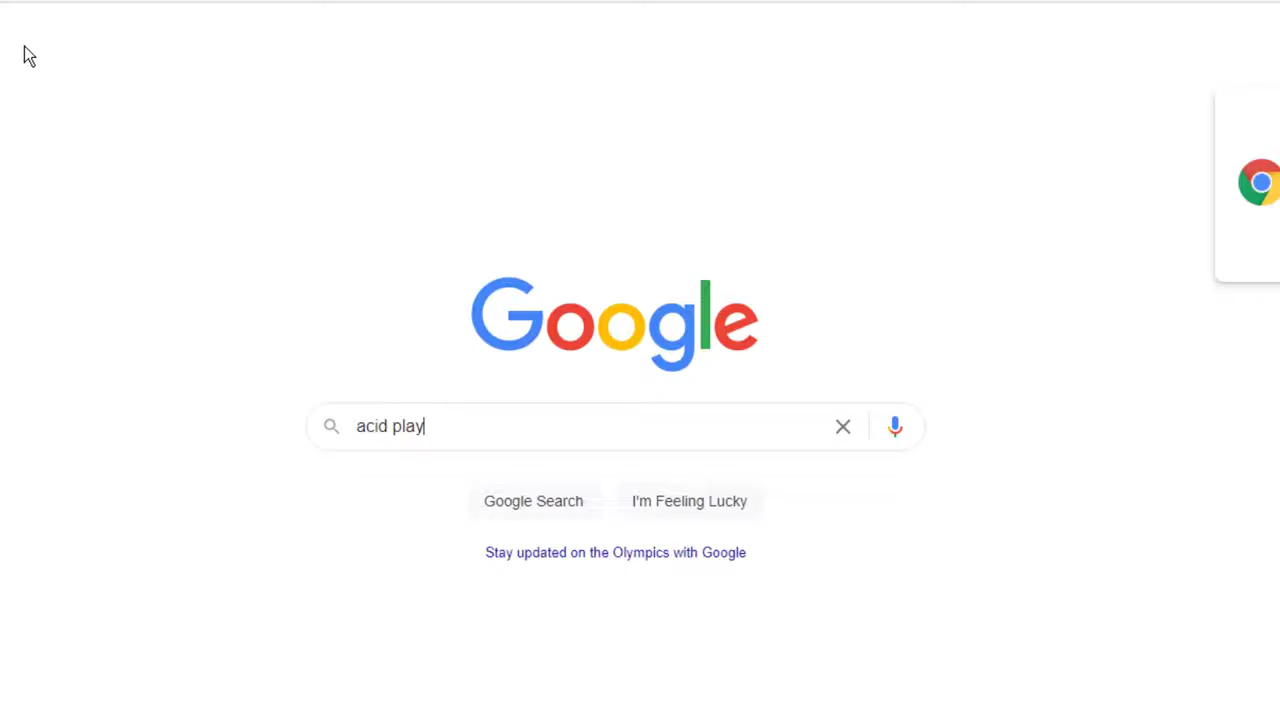 Google
acid play
Google Search
I'm Feeling Lucky
Stay updated on the Olympics with Google